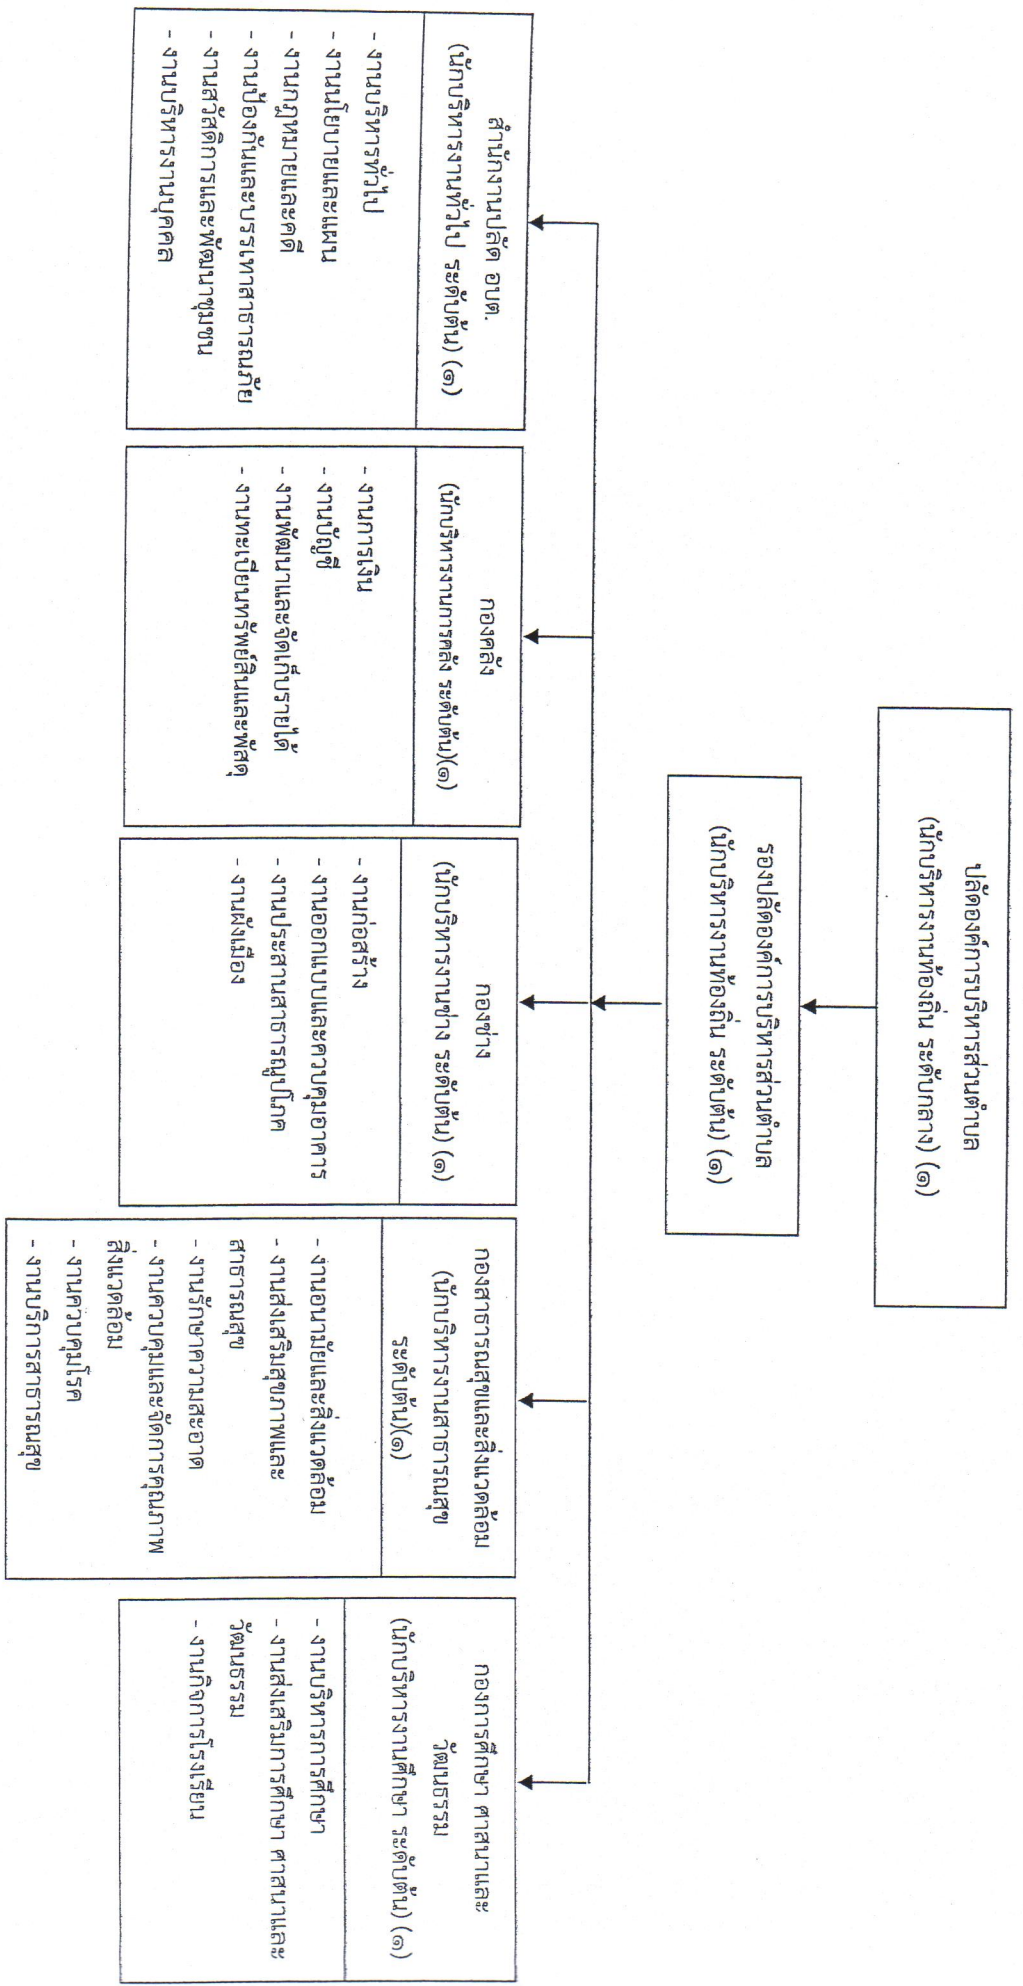 ปลัดองค์การบริหารส่วนตำบล
(นักบริหารงานท้องถิ่น ระดับกลาง) (๑)
รองปลัดองค์การบริหารส่วนตำบล
(นักบริหารงานท้องถิ่น ระดับต้น) (๑)
สำนักงานปลัด อบต.
(นักบริหารงานทั่วไป ระดับต้น) (๑)
- งานบริหารทั่วไป
- งานนโยบายและแผน
- งานกฎหมายและคดี
- งานป้องกันและบรรเทาสาธารณภัย
- งานสวัสดิการและพัฒนาชุมชน
- งานบริหารงานบุคคล
กองคลัง
(นักบริหารงานการคลัง ระดับต้น)(๑)
- งานการเงิน
- งานบัญชี
- งานพัฒนาและจัดเก็บรายได้
- งานทะเบียนทรัพย์สินและพัสดุ
กองช่าง
(นักบริหารงานช่าง ระดับต้น) (๑)
- งานก่อสร้าง
- งานออกแบบและควบคุมอาคาร
- งานประสานสาธารณูปโภค
- งานผังเมือง
กองสาธารณสุขและสิ่งแวดล้อม
(นักบริหารงานสาธารณสุข
ระดับต้น)(๑)
- งานอนามัยและสิ่งแวดล้อม
- งานส่งเสริมสุขภาพและ
สาธารณสุข
- งานรักษาความสะอาด
- งานควบคุมและจัดการคุณภาพ
สิ่งแวดล้อม
- งานควบคุมโรค
- งานบริการสาธารณสุข
กองการศึกษา ศาสนาและ
วัฒนธรรม
(นักบริหารงานศึกษา ระดับต้น) (๑)
- งานบริหารการศึกษา
- งานส่งเสริมการศึกษา ศาสนาและ
วัฒนธรรม
- งานกิจการโรงเรียน